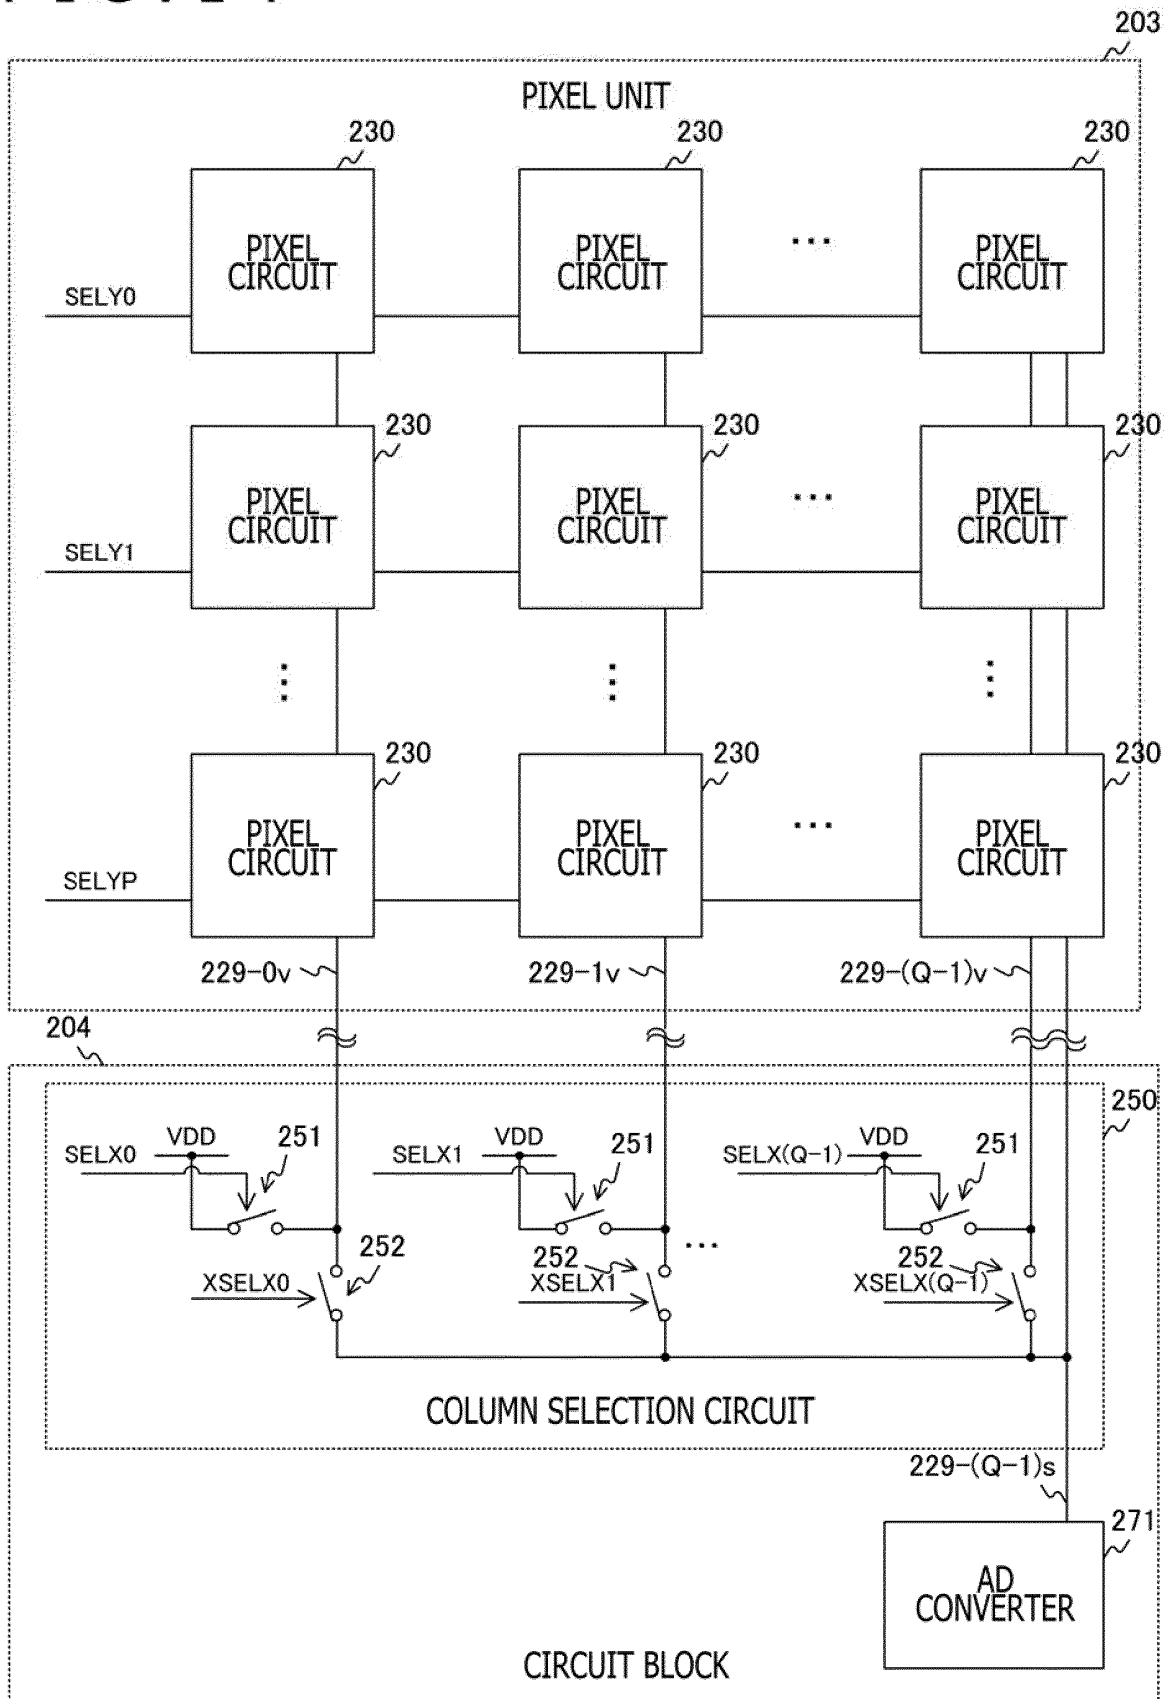 203
PIXEL UNIT
230 230 230
PIXEL CIRCUIT PIXEL CIRCUIT ... PIXEL CIRCUIT
SELY0
230 230 230
PIXEL CIRCUIT PIXEL CIRCUIT ... PIXEL CIRCUIT
SELY1
230 230 230
PIXEL CIRCUIT PIXEL CIRCUIT ... PIXEL CIRCUIT
SELYP
229-0v 229-1v 229-(Q-1)v
204
250
SELX0 VDD 251 SELX1 VDD 251 SELX(Q-1) VDD 251
252 252 ... 252
XSELX0 XSELX1 XSELX(Q-1)
COLUMN SELECTION CIRCUIT
229-(Q-1)s
271
AD
CONVERTER
CIRCUIT BLOCK